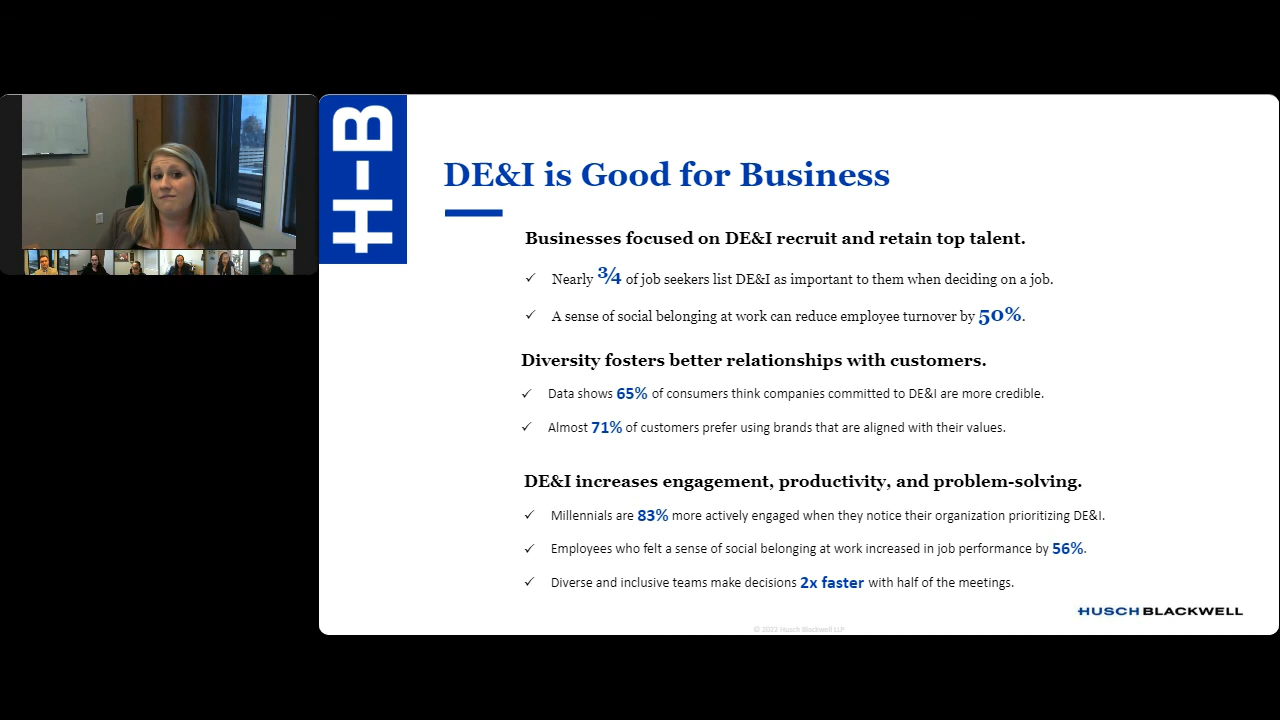 H-B
DE&I is Good for Business
Businesses focused on DE&I recruit and retain top talent.
✓ Nearly ¾ of job seekers list DE&I as important to them when deciding on a job.
✓ A sense of social belonging at work can reduce employee turnover by 50%.
Diversity fosters better relationships with customers.
✓ Data shows 65% of consumers think companies committed to DE&I are more credible.
✓ Almost 71% of customers prefer using brands that are aligned with their values.
DE&I increases engagement, productivity, and problem-solving.
✓ Millennials are 83% more actively engaged when they notice their organization prioritizing DE&I.
✓ Employees who felt a sense of social belonging at work increased in job performance by 56%.
✓ Diverse and inclusive teams make decisions 2x faster with half of the meetings.
HUSCH BLACKWELL
© 2022 Husch Blackwell LLP